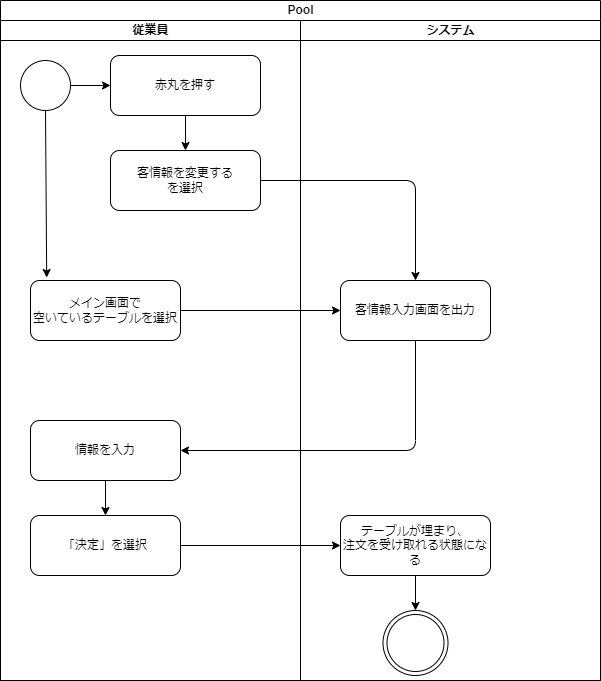 Pool
従業員
システム
赤丸を押す
客情報を変更する
を選択
メイン画面で
空いているテーブルを選択
客情報入力画面を出力
情報を入力
「決定」を選択
テーブルが埋まり、
注文を受け取れる状態にな
る